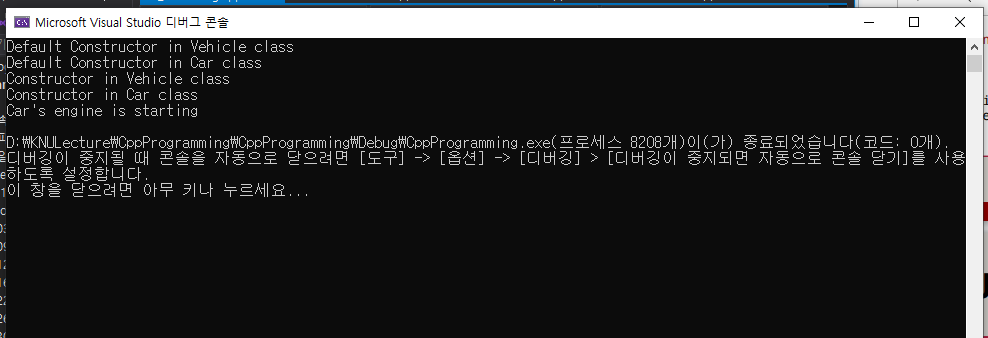 Microsoft Visual Studio 디버그 콘솔
Default Constructor in Vehicle class
Default Constructor in Car class
Constructor in Vehicle class
Constructor in Car class
Car's engine is starting
D:\KNULecture\CppProgramming\CppProgramming\Debug\CppProgramming.exe(프로세스 8208개)이(가) 종료되었습니다(코드: 0개).
디버깅이 중지될 때 콘솔을 자동으로 닫으려면 [도구] -> [옵션] -> [디버깅] > [디버깅이 중지되면 자동으로 콘솔 닫기]를 사용
하도록 설정합니다.
이 창을 닫으려면 아무 키나 누르세요...